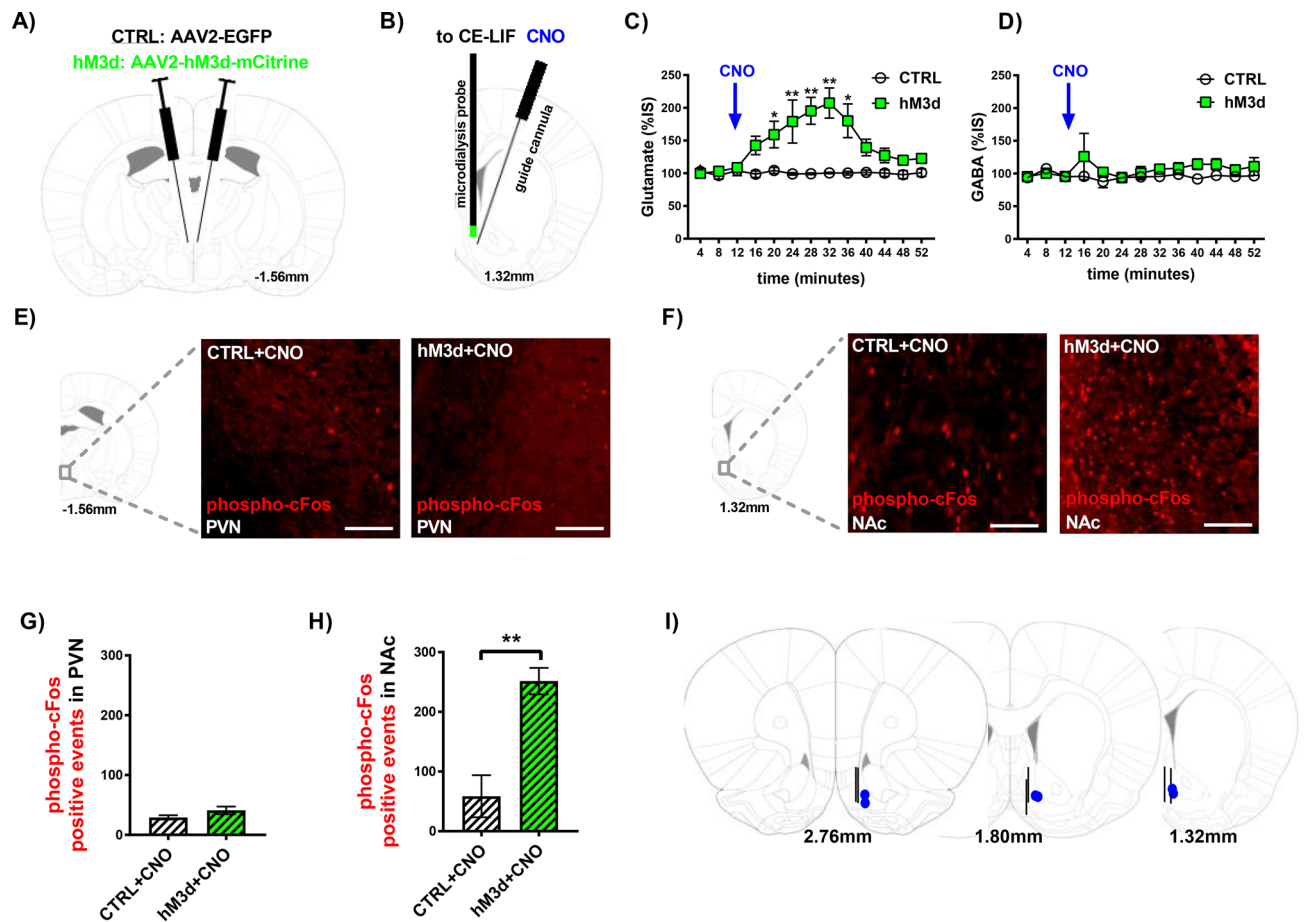 A)
CTRL: AAV2-EGFP
hM3d: AAV2-hM3d-mCitrine
-1.56mm
B)
to CE-LIF CNO
microdialysis probe
guide cannula
1.32mm
C)
CNO
CTRL
hM3d
Glutamate (%IS)
250
200
150
100
50
0
* ** ** ** *
4 8 12 16 20 24 28 32 36 40 44 48 52
time (minutes)
D)
CNO
CTRL
hM3d
GABA (%IS)
250
200
150
100
50
0
4 8 12 16 20 24 28 32 36 40 44 48 52
time (minutes)
E)
-1.56mm
CTRL+CNO
phospho-cFos
PVN
hM3d+CNO
phospho-cFos
PVN
F)
1.32mm
CTRL+CNO
phospho-cFos
NAc
hM3d+CNO
phospho-cFos
NAc
G)
phospho-cFos
positive events in PVN
300
200
100
0
CTRL+CNO
hM3d+CNO
H)
phospho-cFos
positive events in NAc
300
200
100
0
**
CTRL+CNO
hM3d+CNO
I)
2.76mm
1.80mm
1.32mm